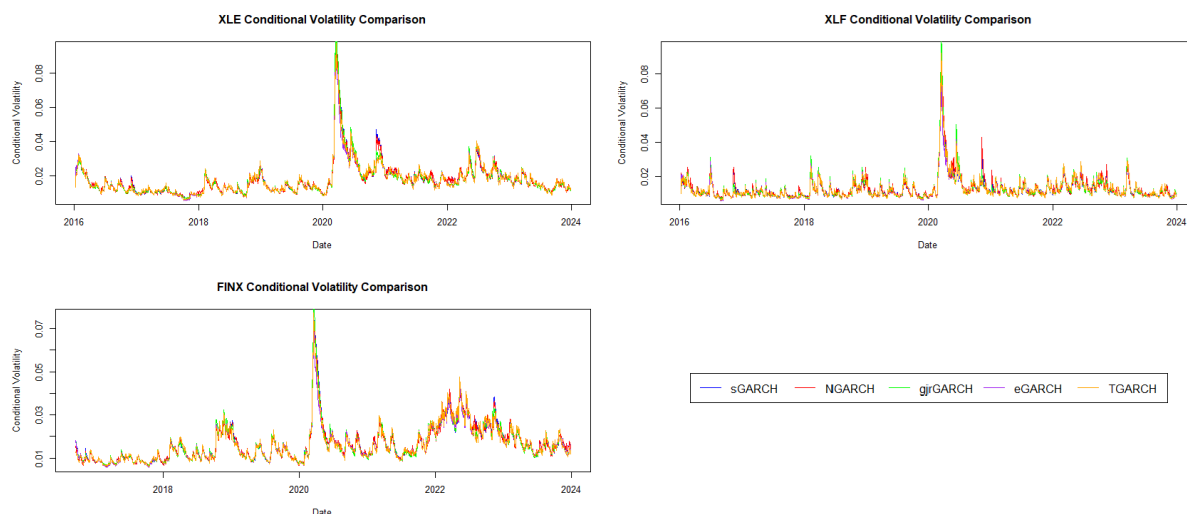 XLE Conditional Volatility Comparison
Conditional Volatility
0.02 0.04 0.06 0.08
2016 2018 2020 2022 2024
Date
XLF Conditional Volatility Comparison
Conditional Volatility
0.02 0.04 0.06 0.08
2016 2018 2020 2022 2024
Date
FINX Conditional Volatility Comparison
Conditional Volatility
0.01 0.03 0.05 0.07
2018 2020 2022 2024
Date
sGARCH NGARCH gjrGARCH eGARCH TGARCH